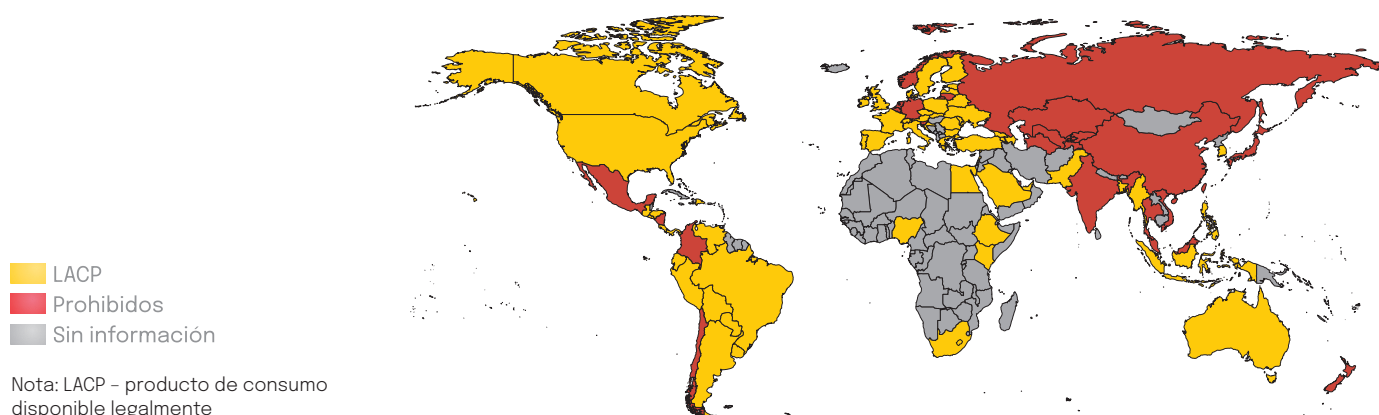 LACP
Prohibidos
Sin información
Nota: LACP – producto de consumo
disponible legalmente